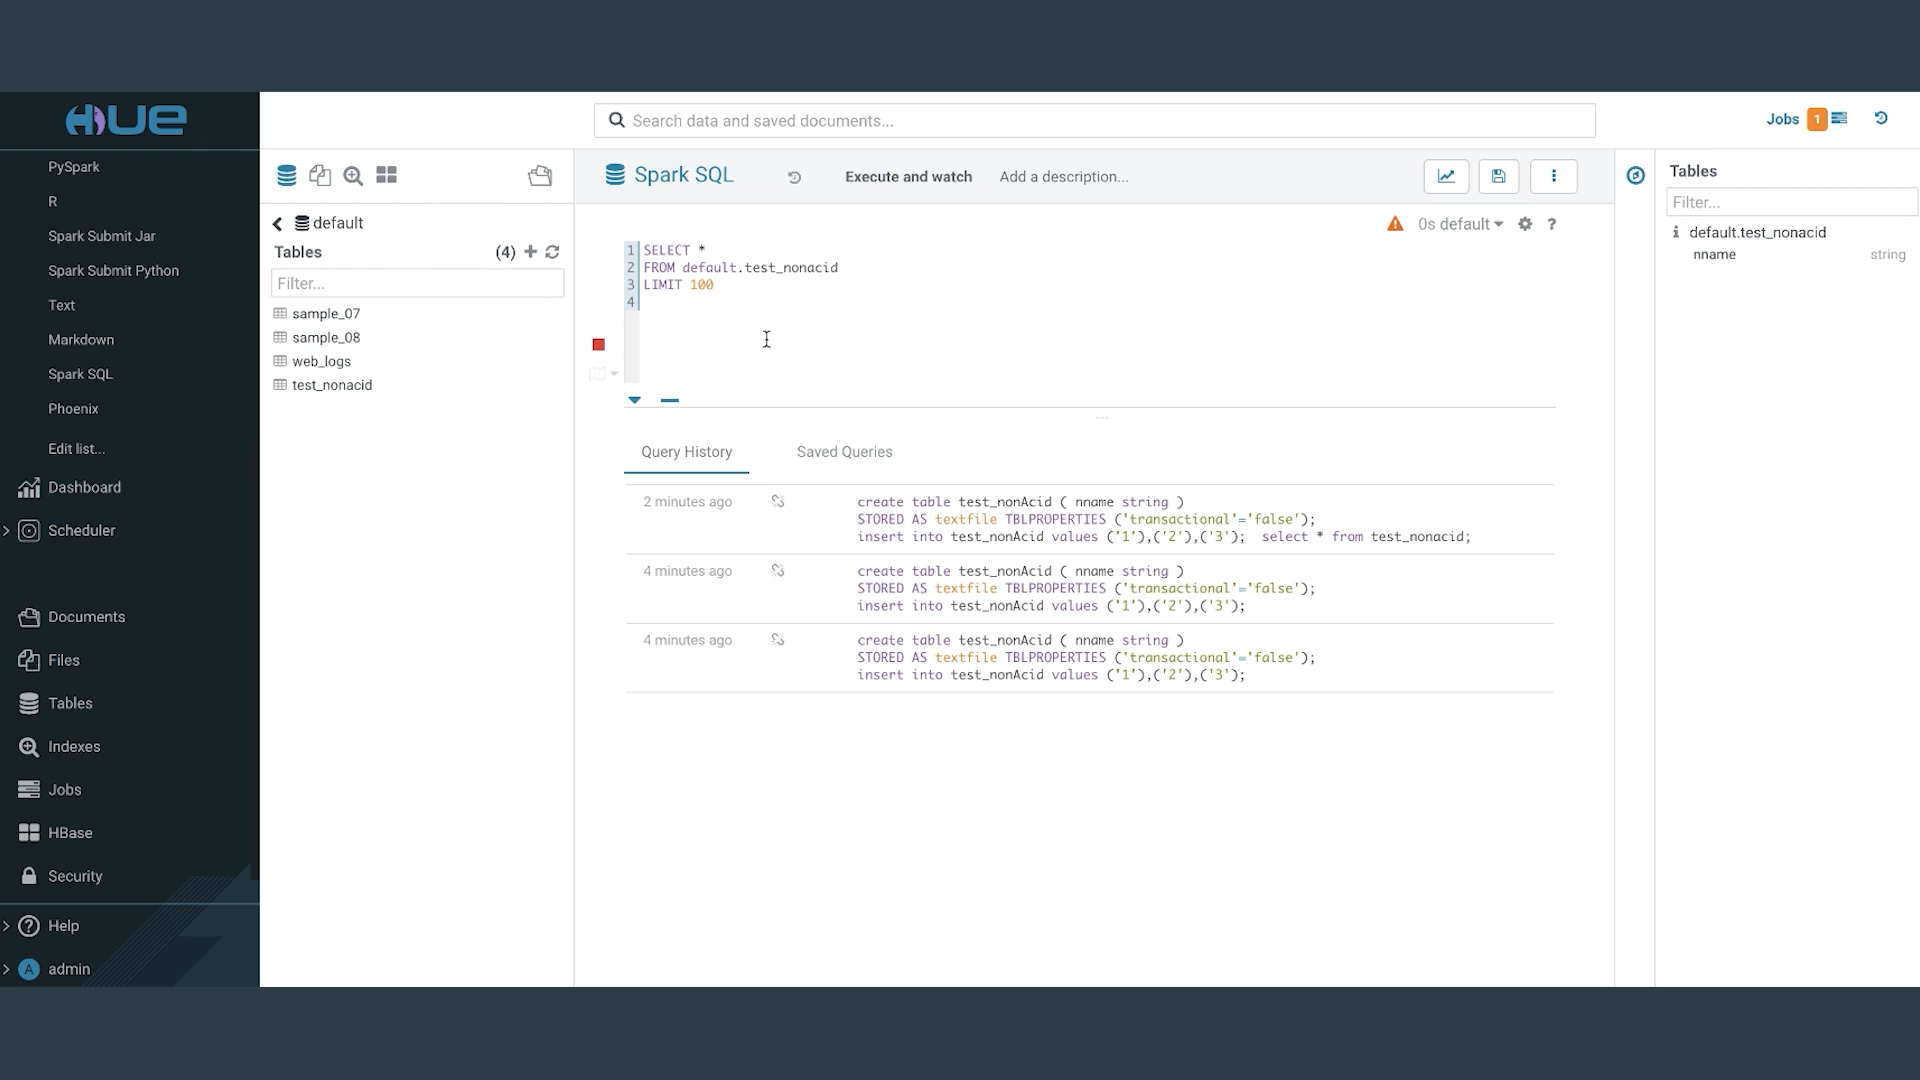 HUE
Search data and saved documents...
Jobs 1
PySpark
R
Spark Submit Jar
Spark Submit Python
Text
Markdown
Spark SQL
Phoenix
Edit list...
Dashboard
Scheduler
Documents
Files
Tables
Indexes
Jobs
HBase
Security
Help
A admin
default
Tables (4)
Filter...
sample_07
sample_08
web_logs
test_nonacid
Spark SQL Execute and watch Add a description...
0s default ?
1 SELECT *
2 FROM default.test_nonacid
3 LIMIT 100
4
Query History Saved Queries
2 minutes ago create table test_nonAcid ( nname string )
STORED AS textfile TBLPROPERTIES ('transactional'='false');
insert into test_nonAcid values ('1'),('2'),('3');  select * from test_nonacid;
4 minutes ago create table test_nonAcid ( nname string )
STORED AS textfile TBLPROPERTIES ('transactional'='false');
insert into test_nonAcid values ('1'),('2'),('3');
4 minutes ago create table test_nonAcid ( nname string )
STORED AS textfile TBLPROPERTIES ('transactional'='false');
insert into test_nonAcid values ('1'),('2'),('3');
Tables
Filter...
i default.test_nonacid
nname string